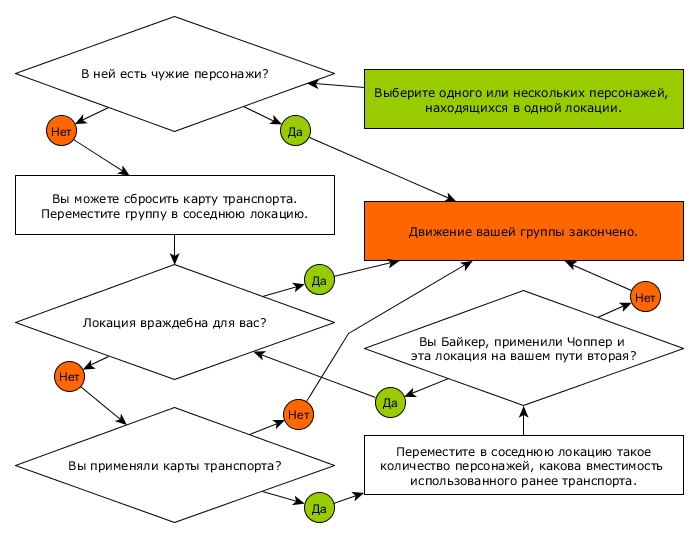 В ней есть чужие персонажи?
Выберите одного или нескольких персонажей,
находящихся в одной локации.
Нет
Да
Вы можете сбросить карту транспорта.
Переместите группу в соседнюю локацию.
Движение вашей группы закончено.
Да
Нет
Локация враждебна для вас?
Вы Байкер, применили Чоппер и
эта локация на вашем пути вторая?
Нет
Да
Нет
Вы применяли карты транспорта?
Переместите в соседнюю локацию такое
количество персонажей, какова вместимость
использованного ранее транспорта.
Да